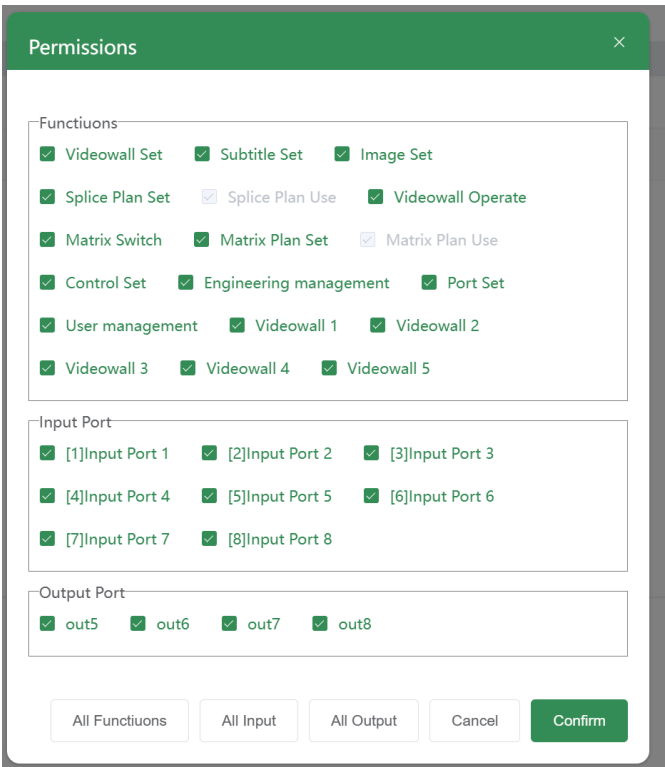 Permissions
Functiuons
Videowall Set Subtitle Set Image Set
Splice Plan Set Splice Plan Use Videowall Operate
Matrix Switch Matrix Plan Set Matrix Plan Use
Control Set Engineering management Port Set
User management Videowall 1 Videowall 2
Videowall 3 Videowall 4 Videowall 5
Input Port
[1]Input Port 1 [2]Input Port 2 [3]Input Port 3
[4]Input Port 4 [5]Input Port 5 [6]Input Port 6
[7]Input Port 7 [8]Input Port 8
Output Port
out5 out6 out7 out8
All Functiuons All Input All Output Cancel Confirm